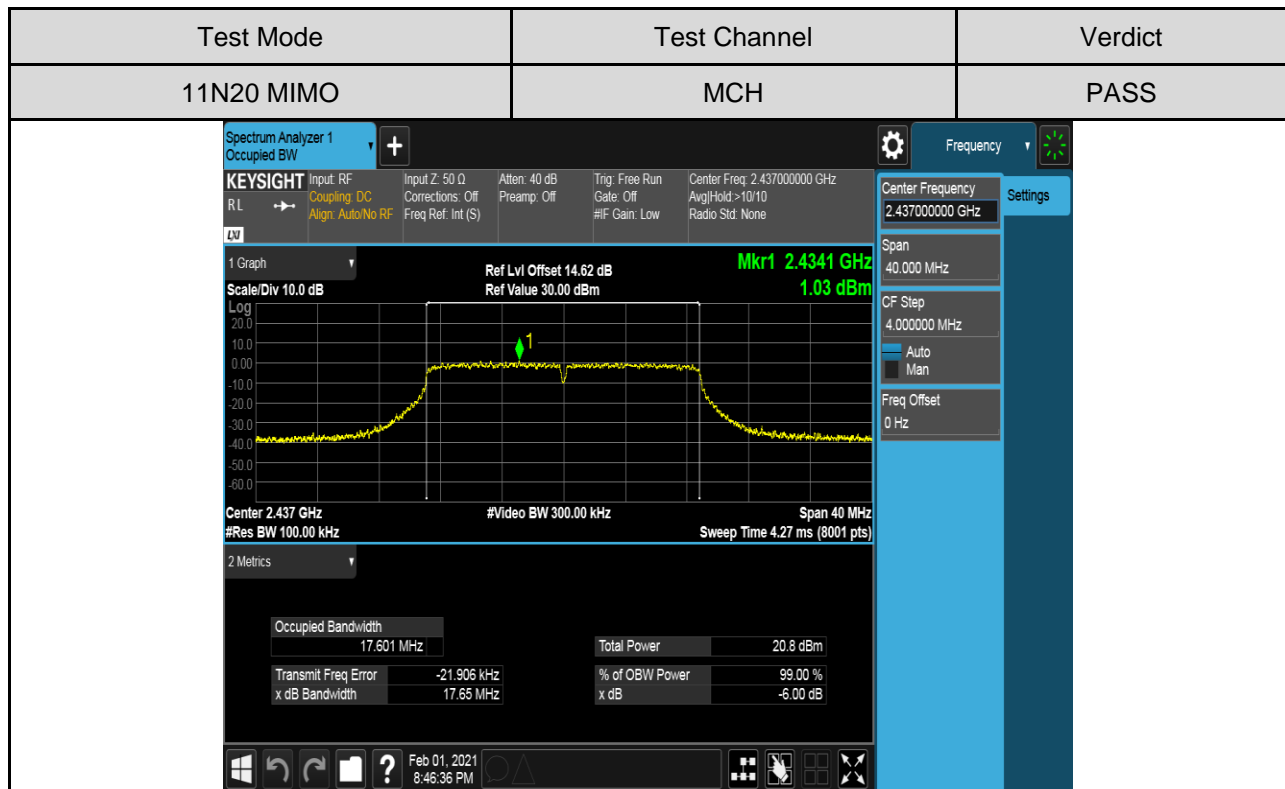 Test Mode Test Channel Verdict
11N20 MIMO MCH PASS
Spectrum Analyzer 1
Occupied BW
+
Frequency
KEYSIGHT Input: RF Input Z: 50 Ω Atten: 40 dB Trig: Free Run Center Freq: 2.437000000 GHz
RL Coupling: DC Corrections: Off Preamp: Off Gate: Off Avg|Hold:>10/10
Align: Auto/No RF Freq Ref: Int (S) #IF Gain: Low Radio Std: None
LXI
Center Frequency
2.437000000 GHz
Settings
Span
40.000 MHz
CF Step
4.000000 MHz
Auto
Man
Freq Offset
0 Hz
1 Graph Ref Lvl Offset 14.62 dB Mkr1 2.4341 GHz
Scale/Div 10.0 dB Ref Value 30.00 dBm 1.03 dBm
Log
20.0
10.0
1
0.00
-10.0
-20.0
-30.0
-40.0
-50.0
-60.0
Center 2.437 GHz #Video BW 300.00 kHz Span 40 MHz
#Res BW 100.00 kHz Sweep Time 4.27 ms (8001 pts)
2 Metrics
Occupied Bandwidth
17.601 MHz Total Power 20.8 dBm
Transmit Freq Error -21.906 kHz % of OBW Power 99.00 %
x dB Bandwidth 17.65 MHz x dB -6.00 dB
? Feb 01, 2021
8:46:36 PM